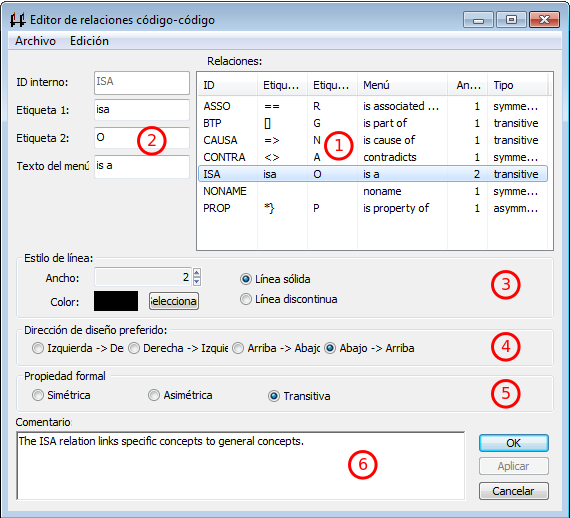 Editor de relaciones código-código
Archivo Edición
Relaciones:
ID interno: ISA
Etiqueta 1: isa
Etiqueta 2: O
Texto del menú is a
2
ID Etiqu... Etiqu... Menú An... Tipo
ASSO == R is associated ... 1 symme...
BTP [] G is part of 1 transitive
CAUSA => N is cause of 1 transitive
CONTRA <> A contradicts 1 symme...
ISA isa O is a 2 transitive
NONAME noname 1 symme...
PROP *} P is property of 1 asymm...
1
Estilo de línea:
Ancho: 2
Color: Selecciona
Línea sólida
Línea discontinua
3
Dirección de diseño preferido:
Izquierda -> De Derecha -> Izquie Arriba -> Abajo Abajo -> Arriba
4
Propiedad formal
Simétrica Asimétrica Transitiva
5
Comentario:
The ISA relation links specific concepts to general concepts.
6
OK
Aplicar
Cancelar